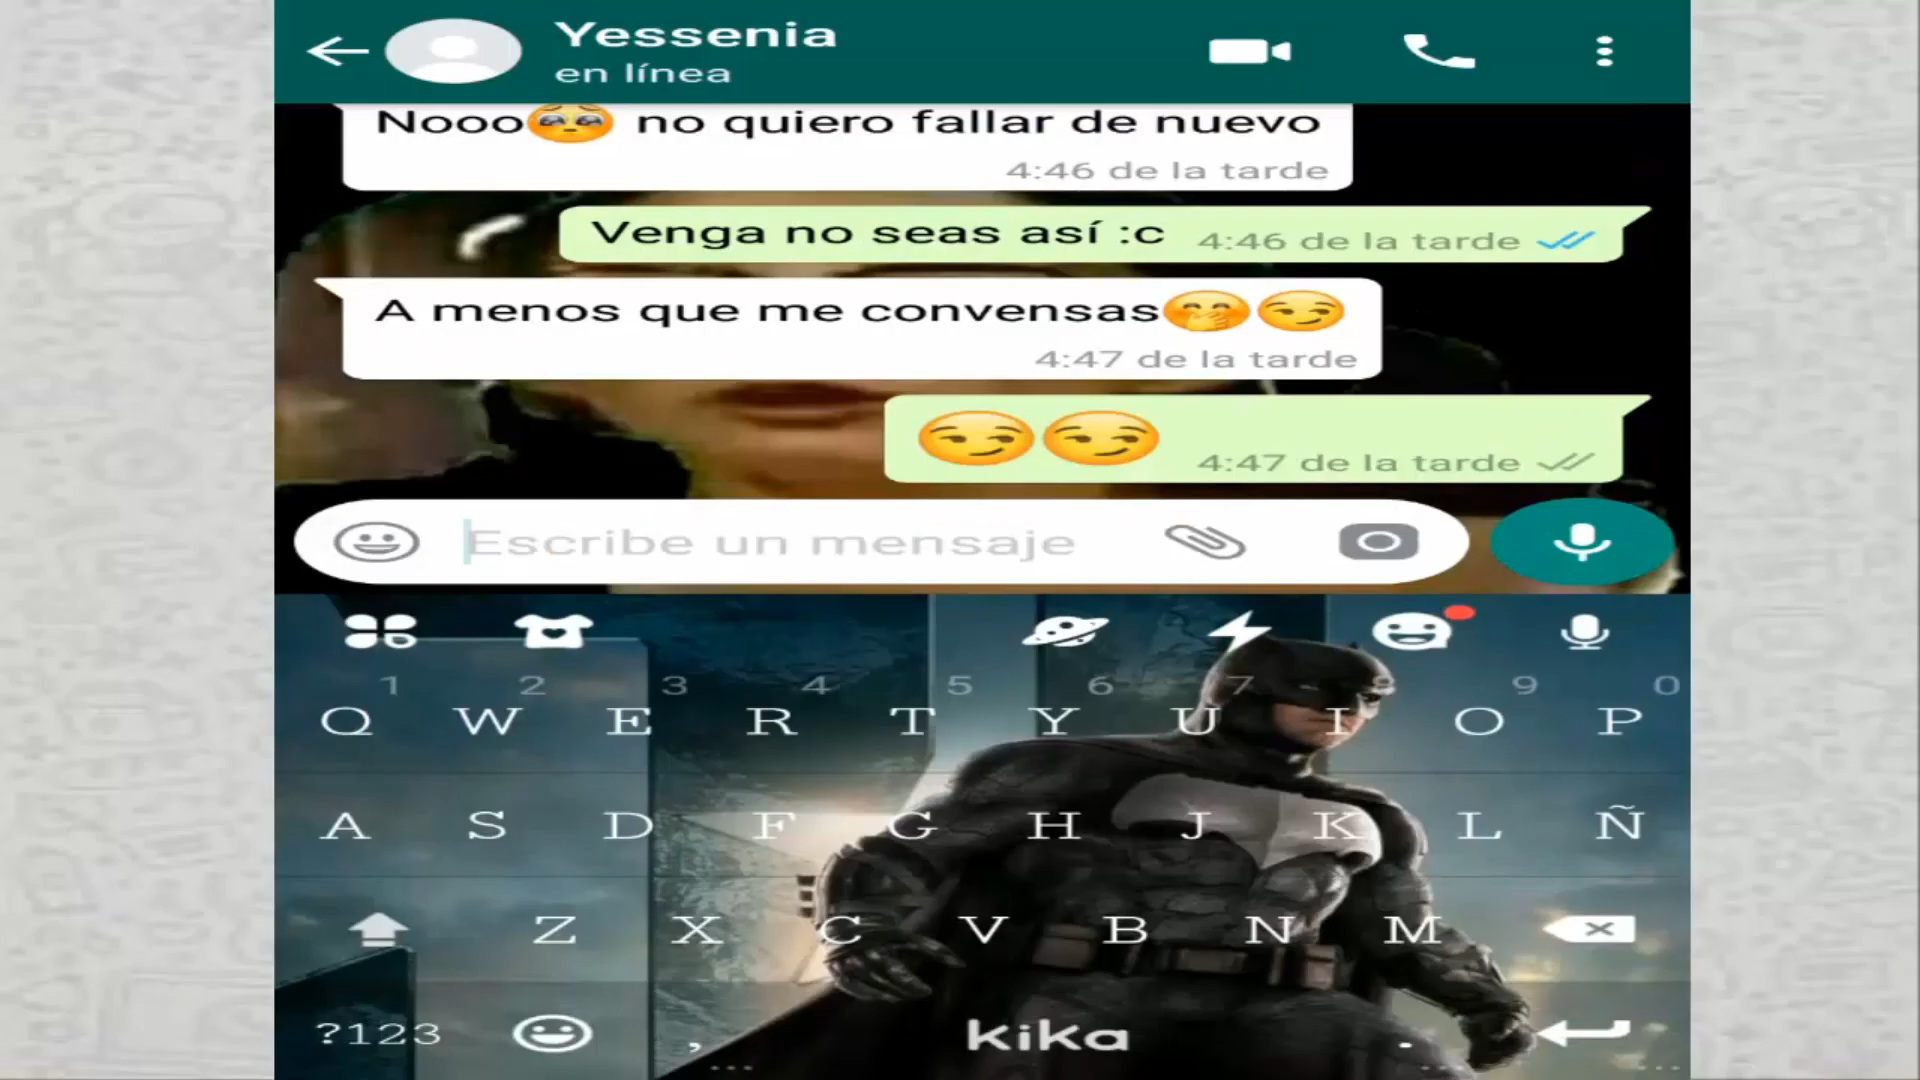 Yessenia
en línea
Nooo🥺 no quiero fallar de nuevo
4:46 de la tarde
Venga no seas así :c 4:46 de la tarde
A menos que me convensas🤭😏
4:47 de la tarde
😏😏 4:47 de la tarde
Escribe un mensaje
1 2 3 4 5 6 7 8 9 0
Q W E R T Y U I O P
A S D F G H J K L Ñ
Z X C V B N M
?123 , kika .